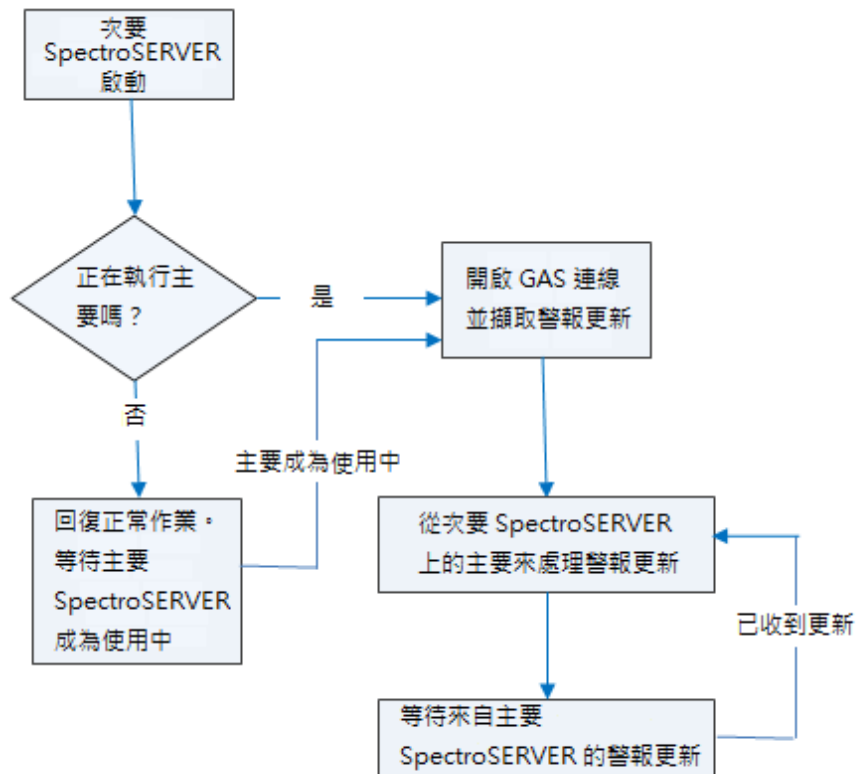 次要
SpectroSERVER
啟動
正在執行主
要嗎？
是
開啟 GAS 連線
並擷取警報更新
否
主要成為使用中
回復正常作業。
等待主要
SpectroSERVER
成為使用中
從次要 SpectroSERVER
上的主要來處理警報更新
已收到更新
等待來自主要
SpectroSERVER 的警報更新